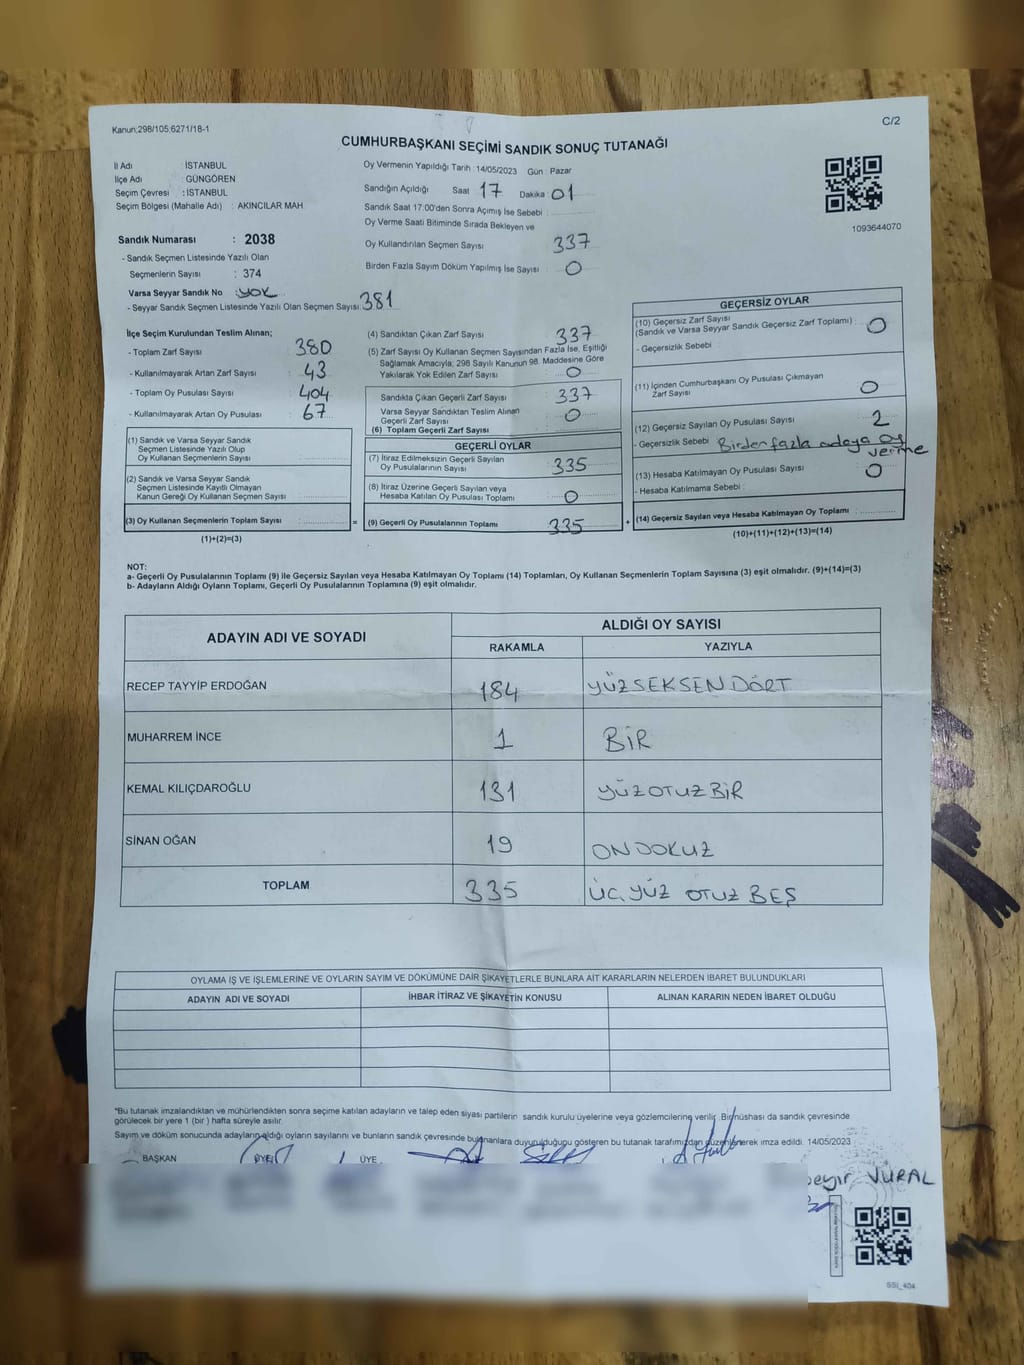 Kanun:298/105,6271/18-1
C/2
CUMHURBAŞKANI SEÇİMİ SANDIK SONUÇ TUTANAĞI
İl Adı : İSTANBUL
İlçe Adı : GÜNGÖREN
Seçim Çevresi : İSTANBUL
Seçim Bölgesi (Mahalle Adı) : AKINCILAR MAH.
Sandık Numarası : 2038
- Sandık Seçmen Listesinde Yazılı Olan
Seçmenlerin Sayısı : 374
Varsa Seyyar Sandık No : YOK
- Seyyar Sandık Seçmen Listesinde Yazılı Olan Seçmen Sayısı: 381
Oy Vermenin Yapıldığı Tarih : 14/05/2023 Gün : Pazar
Sandığın Açıldığı Saat 17 Dakika 01
Sandık Saat 17:00'den Sonra Açımış İse Sebebi :
Oy Verme Saati Bitiminde Sırada Bekleyen ve
Oy Kullandırılan Seçmen Sayısı : 337
Birden Fazla Sayım Döküm Yapılmış İse Sayısı : 0
1093644070
İlçe Seçim Kurulundan Teslim Alınan;
- Toplam Zarf Sayısı : 380
- Kullanılmayarak Artan Zarf Sayısı : 43
- Toplam Oy Pusulası Sayısı : 404
- Kullanılmayarak Artan Oy Pusulası : 67
(1) Sandık ve Varsa Seyyar Sandık
Seçmen Listesinde Yazılı Olup
Oy Kullanan Seçmenlerin Sayısı :
(2) Sandık ve Varsa Seyyar Sandık
Seçmen Listesinde Kayıtlı Olmayan
Kanun Gereği Oy Kullanan Seçmen Sayısı :
(3) Oy Kullanan Seçmenlerin Toplam Sayısı :
(1)+(2)=(3)
=
(4) Sandıktan Çıkan Zarf Sayısı : 337
(5) Zarf Sayısı Oy Kullanan Seçmen Sayısından Fazla İse, Eşitliği
Sağlamak Amacıyla; 298 Sayılı Kanunun 98. Maddesine Göre
Yakılarak Yok Edilen Zarf Sayısı : 0
Sandıkta Çıkan Geçerli Zarf Sayısı : 337
Varsa Seyyar Sandıktan Teslim Alınan
Geçerli Zarf Sayısı : 0
(6) Toplam Geçerli Zarf Sayısı :
GEÇERLİ OYLAR
(7) İtiraz Edilmeksizin Geçerli Sayılan
Oy Pusulalarının Sayısı : 335
(8) İtiraz Üzerine Geçerli Sayılan veya
Hesaba Katılan Oy Pusulası Toplamı : 0
(9) Geçerli Oy Pusulalarının Toplamı : 335
+
GEÇERSİZ OYLAR
(10) Geçersiz Zarf Sayısı
(Sandık ve Varsa Seyyar Sandık Geçersiz Zarf Toplamı) : 0
- Geçersizlik Sebebi :
(11) İçinden Cumhurbaşkanı Oy Pusulası Çıkmayan
Zarf Sayısı : 0
(12) Geçersiz Sayılan Oy Pusulası Sayısı : 2
- Geçersizlik Sebebi : Birden fazla adaya oy
verme
(13) Hesaba Katılmayan Oy Pusulası Sayısı : 0
- Hesaba Katılmama Sebebi :
(14) Geçersiz Sayılan veya Hesaba Katılmayan Oy Toplamı :
(10)+(11)+(12)+(13)=(14)
NOT:
a- Geçerli Oy Pusulalarının Toplamı (9) ile Geçersiz Sayılan veya Hesaba Katılmayan Oy Toplamı (14) Toplamları, Oy Kullanan Seçmenlerin Toplam Sayısına (3) eşit olmalıdır. (9)+(14)=(3)
b- Adayların Aldığı Oyların Toplamı, Geçerli Oy Pusulalarının Toplamına (9) eşit olmalıdır.
ADAYIN ADI VE SOYADI
ALDIĞI OY SAYISI
RAKAMLA YAZIYLA
RECEP TAYYİP ERDOĞAN 184 YÜZSEKSENDÖRT
MUHARREM İNCE 1 BİR
KEMAL KILIÇDAROĞLU 131 YÜZOTUZBİR
SİNAN OĞAN 19 ONDOKUZ
TOPLAM 335 ÜÇYÜZ OTUZ BEŞ
OYLAMA İŞ VE İŞLEMLERİNE VE OYLARIN SAYIM VE DÖKÜMÜNE DAİR ŞİKAYETLERLE BUNLARA AİT KARARLARIN NELERDEN İBARET BULUNDUKLARI
ADAYIN ADI VE SOYADI İHBAR İTİRAZ VE ŞİKAYETİN KONUSU ALINAN KARARIN NEDEN İBARET OLDUĞU
*Bu tutanak imzalandıktan ve mühürlendikten sonra seçime katılan adayların ve talep eden siyasi partilerin sandık kurulu üyelerine veya gözlemcilerine verilir. Bir nüshası da sandık çevresinde
görülecek bir yere 1 (bir ) hafta süreyle asılır.
Sayım ve döküm sonucunda adayların aldığı oyların sayılarını ve bunların sandık çevresinde bulunanlara duyurulduğunu gösteren bu tutanak tarafımızdan düzenlenerek imza edildi. 14/05/2023
BAŞKAN ÜYE ÜYE
VURAL
SSİ_404